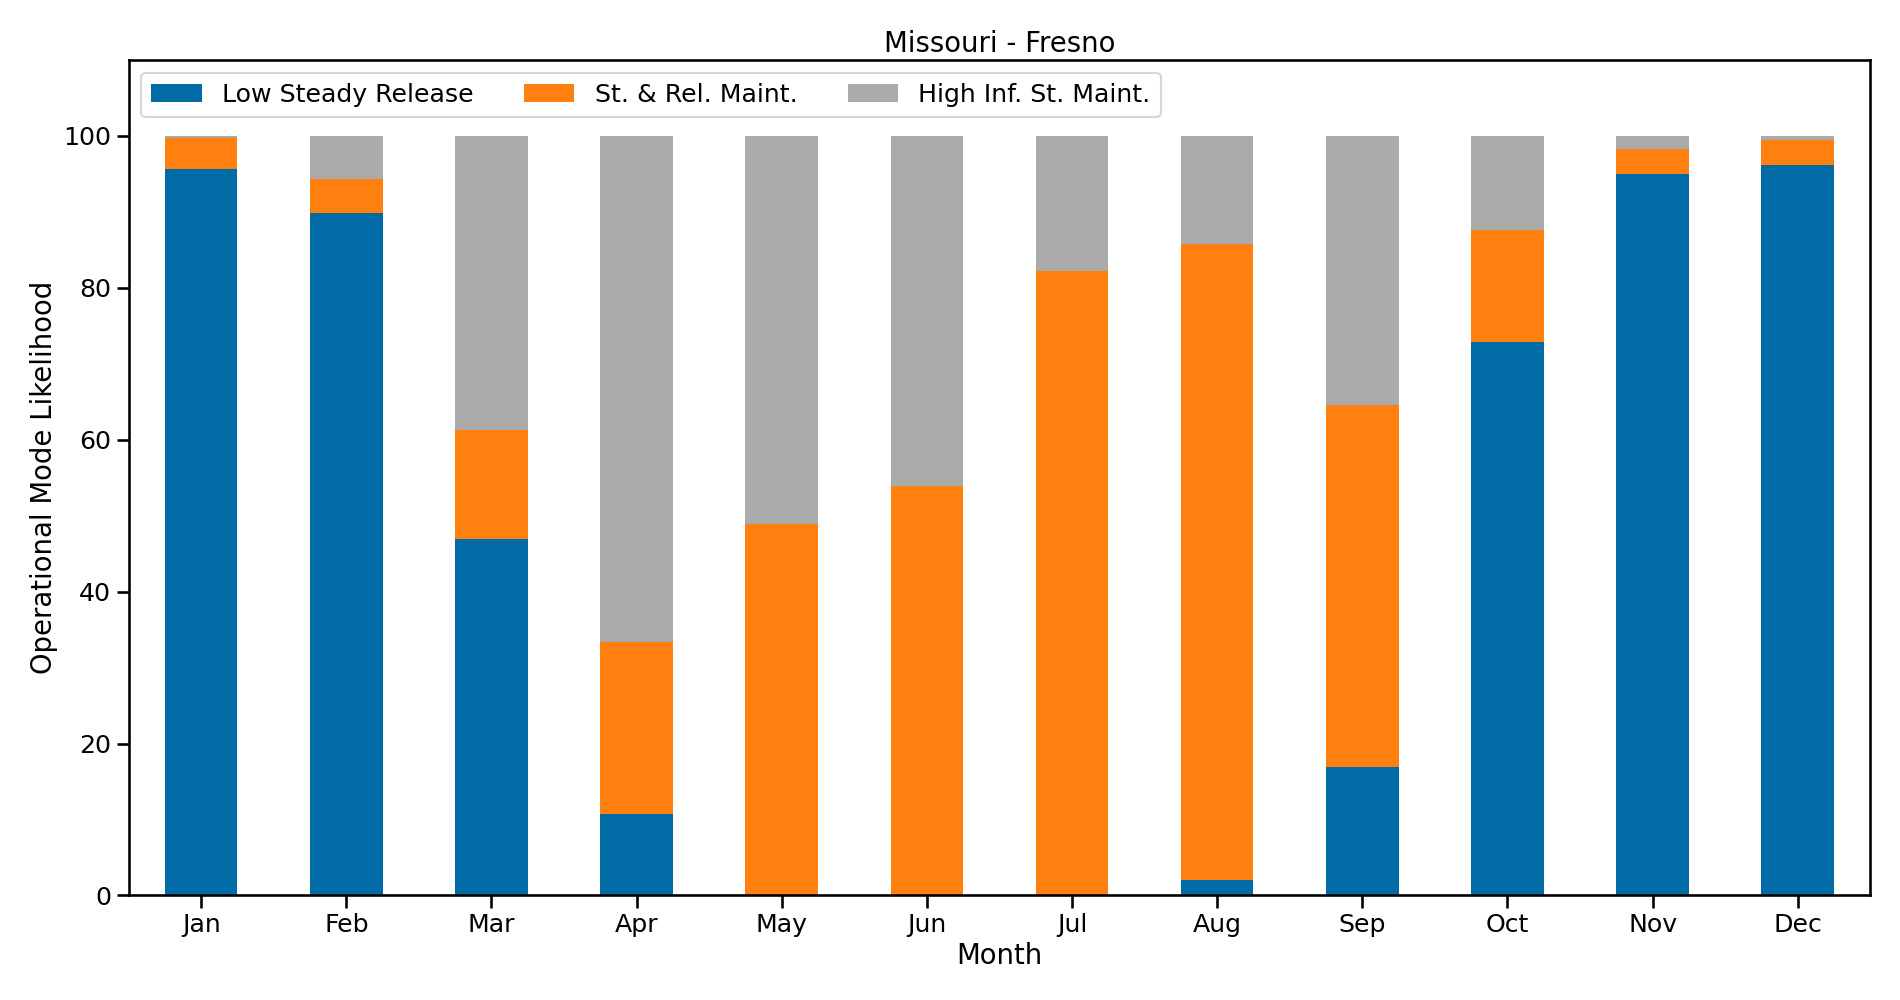 Missouri - Fresno
Low Steady Release St. & Rel. Maint. High Inf. St. Maint.
Operational Mode Likelihood
100
80
60
40
20
0
Jan Feb Mar Apr May Jun Jul Aug Sep Oct Nov Dec
Month